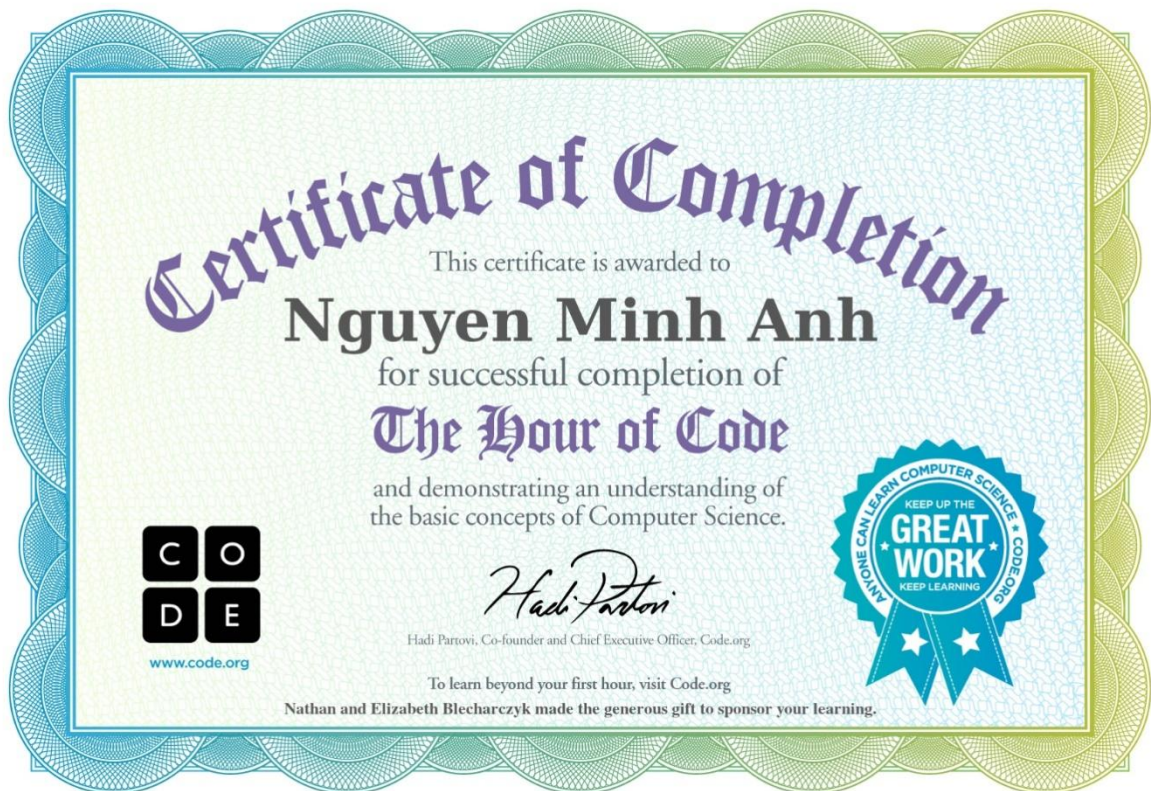 Certificate of Completion
This certificate is awarded to
Nguyen Minh Anh
for successful completion of
The Hour of Code
and demonstrating an understanding of
the basic concepts of Computer Science.
C O
D E
www.code.org
Hadi Partovi
Hadi Partovi, Co-founder and Chief Executive Officer, Code.org
ANYONE CAN LEARN COMPUTER SCIENCE ★ CODE.ORG
KEEP UP THE
GREAT
WORK
KEEP LEARNING
To learn beyond your first hour, visit Code.org
Nathan and Elizabeth Blecharczyk made the generous gift to sponsor your learning.